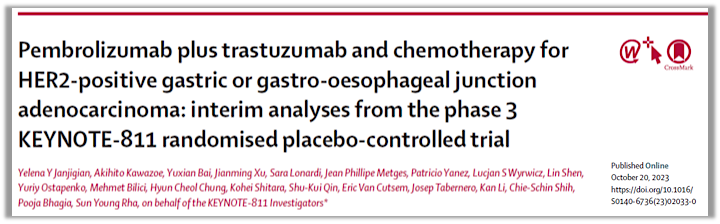 Pembrolizumab plus trastuzumab and chemotherapy for
HER2-positive gastric or gastro-oesophageal junction
adenocarcinoma: interim analyses from the phase 3
KEYNOTE-811 randomised placebo-controlled trial
CrossMark
Yelena Y Janjigian, Akihito Kawazoe, Yuxian Bai, Jianming Xu, Sara Lonardi, Jean Phillipe Metges, Patricio Yanez, Lucjan S Wyrwicz, Lin Shen,
Yuriy Ostapenko, Mehmet Bilici, Hyun Cheol Chung, Kohei Shitara, Shu-Kui Qin, Eric Van Cutsem, Josep Tabernero, Kan Li, Chie-Schin Shih,
Pooja Bhagia, Sun Young Rha, on behalf of the KEYNOTE-811 Investigators*
Published Online
October 20, 2023
https://doi.org/10.1016/
S0140-6736(23)02033-0